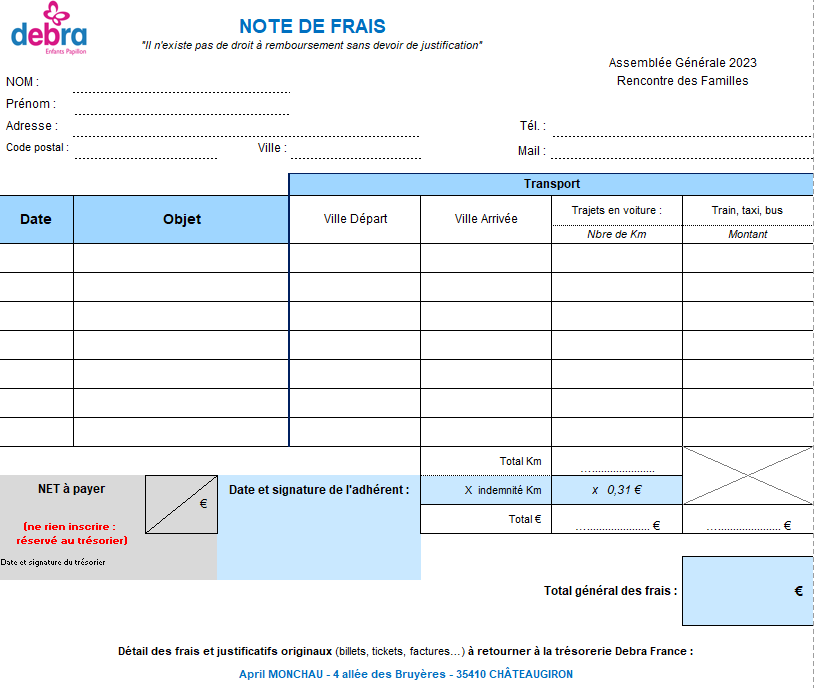 debra
Enfants Papillon
NOTE DE FRAIS
"Il n'existe pas de droit à remboursement sans devoir de justification"
Assemblée Générale 2023
Rencontre des Familles
NOM :
Prénom :
Adresse :
Tél. :
Code postal :
Ville :
Mail :
Transport
Date
Objet
Ville Départ
Ville Arrivée
Trajets en voiture :
Nbre de Km
Train, taxi, bus
Montant
Total Km
NET à payer
€
Date et signature de l'adhérent :
X indemnité Km
x 0,31 €
(ne rien inscrire :
réservé au trésorier)
Total €
€
€
Date et signature du trésorier
Total général des frais :
€
Détail des frais et justificatifs originaux (billets, tickets, factures…) à retourner à la trésorerie Debra France :
April MONCHAU - 4 allée des Bruyères - 35410 CHÂTEAUGIRON